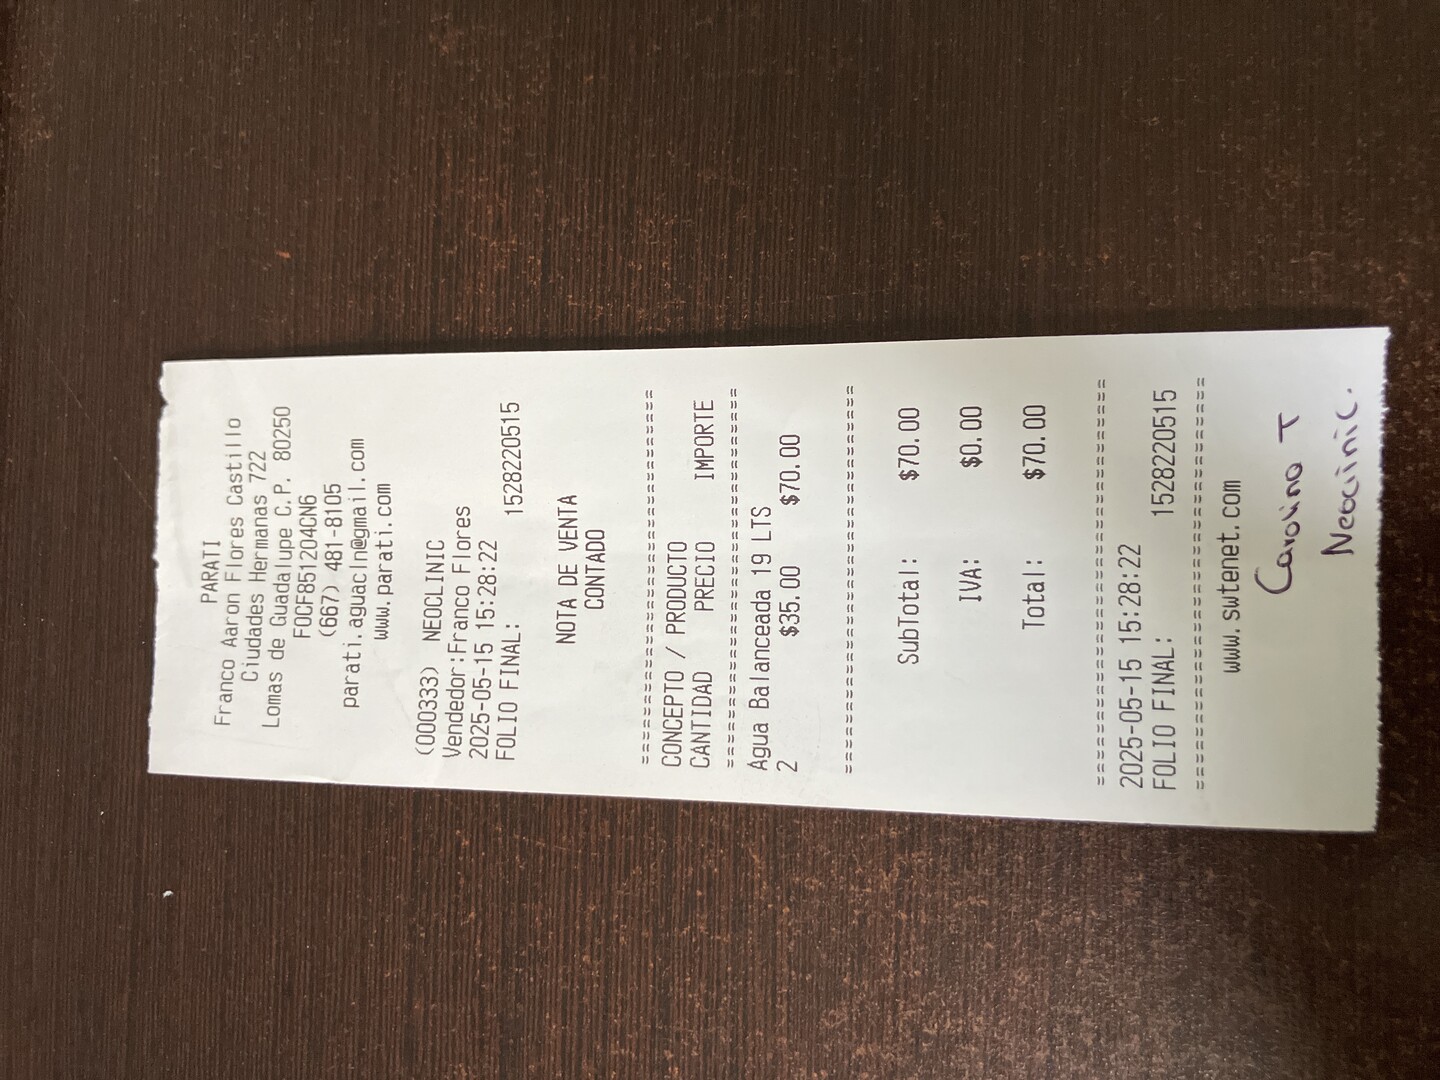 PARATI
Franco Aaron Flores Castillo
Ciudades Hermanas 722
Lomas de Guadalupe C.P. 80250
FOCF851204CN6
(667) 481-8105
parati.aguacln@gmail.com
www.parati.com
(000333) NEOCLINIC
Vendedor:Franco Flores
2025-05-15 15:28:22
FOLIO FINAL: 1528220515
NOTA DE VENTA
CONTADO
==============================
CONCEPTO / PRODUCTO
CANTIDAD PRECIO IMPORTE
==============================
Agua Balanceada 19 LTS
2 $35.00 $70.00
==============================
SubTotal: $70.00
IVA: $0.00
Total: $70.00
==============================
2025-05-15 15:28:22
FOLIO FINAL: 1528220515
==============================
www.swtenet.com
Carolina T
Neocinic.